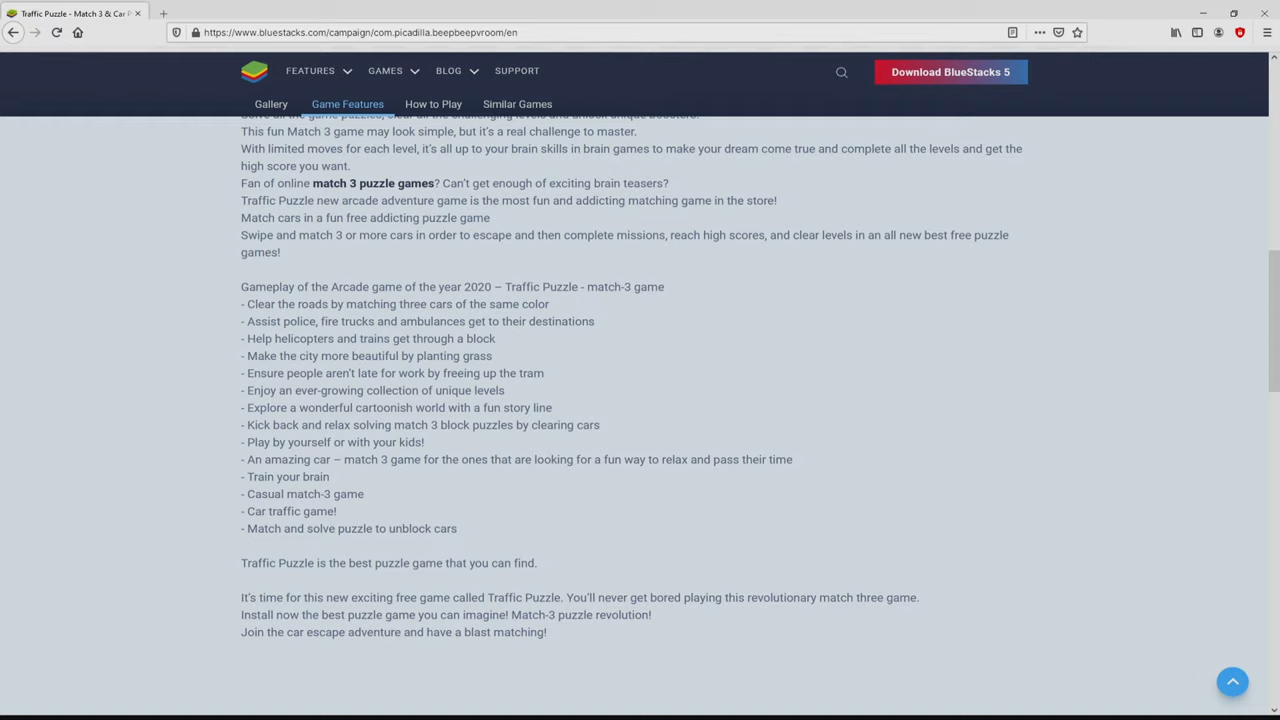 Traffic Puzzle - Match 3 & Car P
https://www.bluestacks.com/campaign/com.picadilla.beepbeepvroom/en
FEATURES GAMES BLOG SUPPORT
Download BlueStacks 5
Gallery Game Features How to Play Similar Games
Solve all the game puzzles, clear all the challenging levels and unlock unique boosters.
This fun Match 3 game may look simple, but it's a real challenge to master.
With limited moves for each level, it's all up to your brain skills in brain games to make your dream come true and complete all the levels and get the
high score you want.
Fan of online match 3 puzzle games? Can't get enough of exciting brain teasers?
Traffic Puzzle new arcade adventure game is the most fun and addicting matching game in the store!
Match cars in a fun free addicting puzzle game
Swipe and match 3 or more cars in order to escape and then complete missions, reach high scores, and clear levels in an all new best free puzzle
games!
Gameplay of the Arcade game of the year 2020 – Traffic Puzzle - match-3 game
- Clear the roads by matching three cars of the same color
- Assist police, fire trucks and ambulances get to their destinations
- Help helicopters and trains get through a block
- Make the city more beautiful by planting grass
- Ensure people aren't late for work by freeing up the tram
- Enjoy an ever-growing collection of unique levels
- Explore a wonderful cartoonish world with a fun story line
- Kick back and relax solving match 3 block puzzles by clearing cars
- Play by yourself or with your kids!
- An amazing car – match 3 game for the ones that are looking for a fun way to relax and pass their time
- Train your brain
- Casual match-3 game
- Car traffic game!
- Match and solve puzzle to unblock cars
Traffic Puzzle is the best puzzle game that you can find.
It's time for this new exciting free game called Traffic Puzzle. You'll never get bored playing this revolutionary match three game.
Install now the best puzzle game you can imagine! Match-3 puzzle revolution!
Join the car escape adventure and have a blast matching!